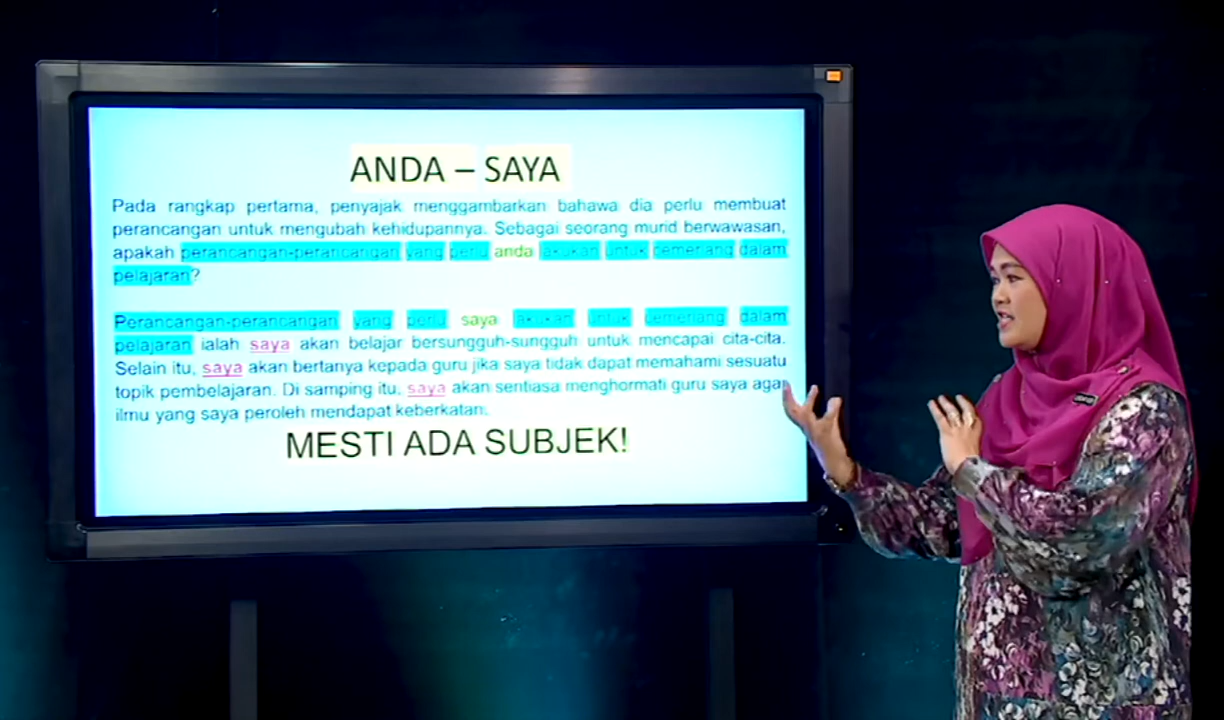 ANDA – SAYA
Pada rangkap pertama, penyajak menggambarkan bahawa dia perlu membuat
perancangan untuk mengubah kehidupannya. Sebagai seorang murid berwawasan,
apakah perancangan-perancangan yang perlu anda lakukan untuk cemerlang dalam
pelajaran?
Perancangan-perancangan yang perlu saya lakukan untuk cemerlang dalam
pelajaran ialah saya akan belajar bersungguh-sungguh untuk mencapai cita-cita.
Selain itu, saya akan bertanya kepada guru jika saya tidak dapat memahami sesuatu
topik pembelajaran. Di samping itu, saya akan sentiasa menghormati guru saya agar
ilmu yang saya peroleh mendapat keberkatan.
MESTI ADA SUBJEK!